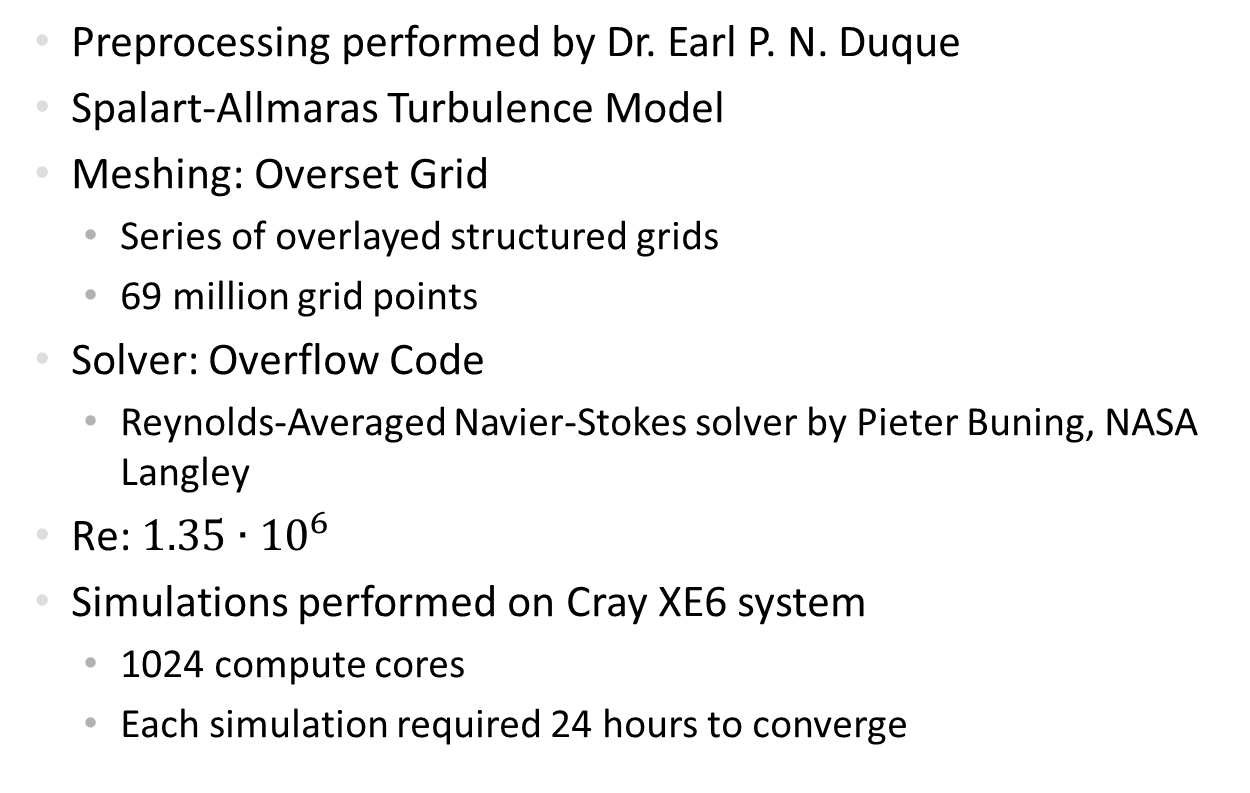 • Preprocessing performed by Dr. Earl P. N. Duque
• Spalart-Allmaras Turbulence Model
• Meshing: Overset Grid
• Series of overlayed structured grids
• 69 million grid points
• Solver: Overflow Code
• Reynolds-Averaged Navier-Stokes solver by Pieter Buning, NASA
Langley
• Re: 1.35 · 10⁶
• Simulations performed on Cray XE6 system
• 1024 compute cores
• Each simulation required 24 hours to converge